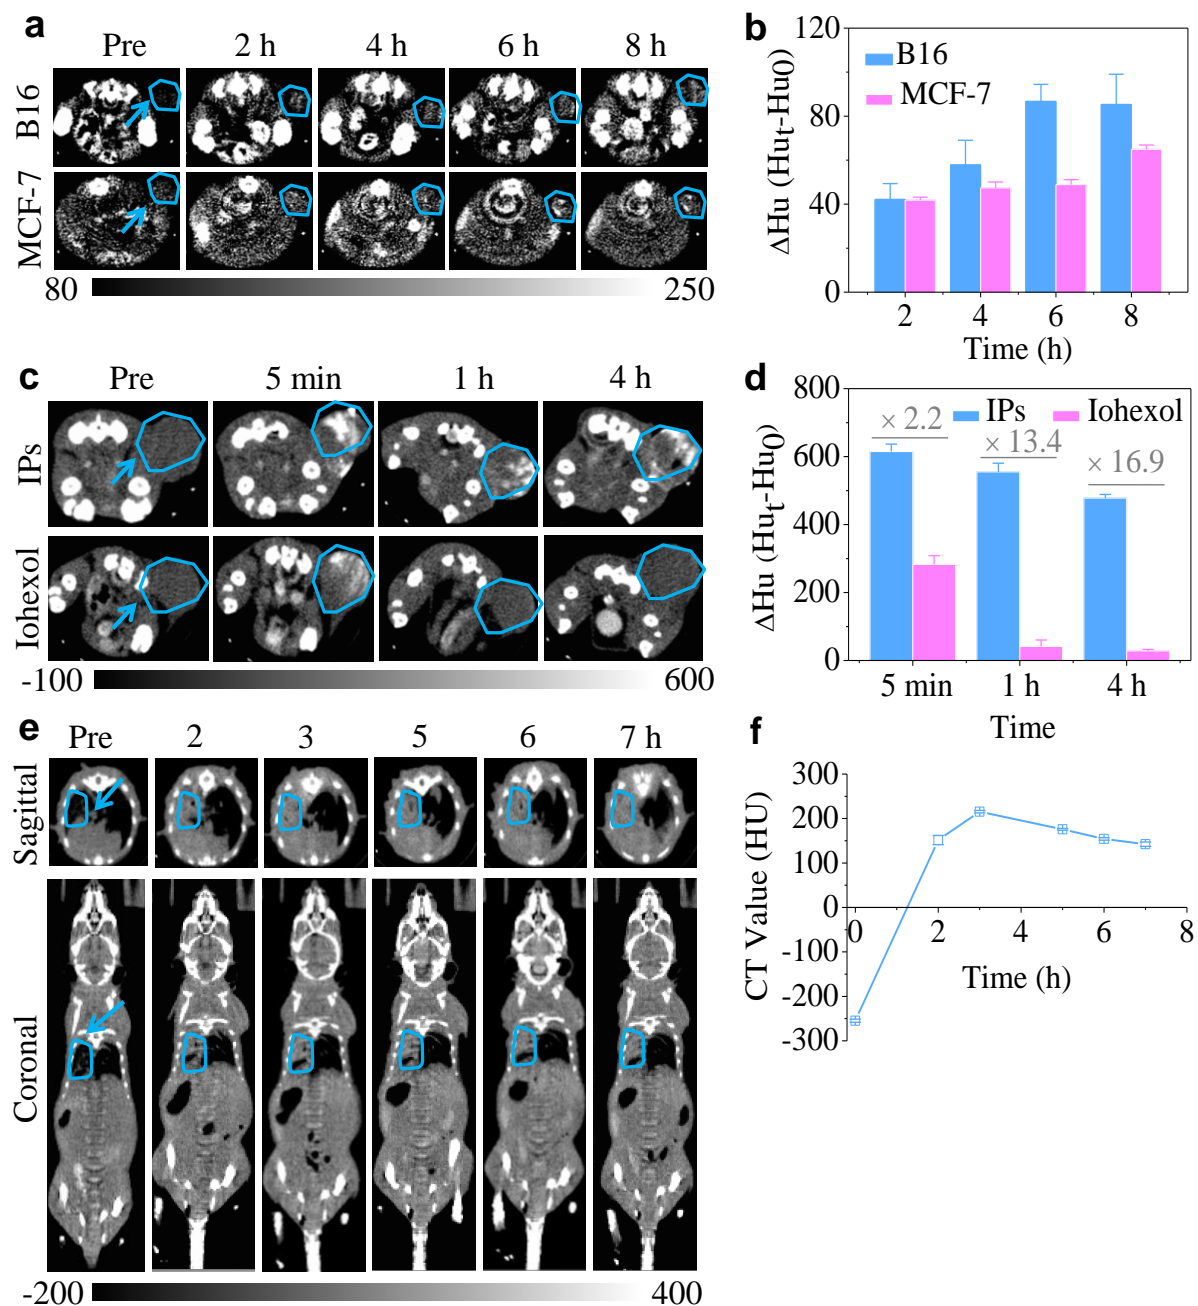 a
Pre 2 h 4 h 6 h 8 h
B16
MCF-7
80 250
b
120
80
40
0
ΔHu (Hut-Hu0)
B16
MCF-7
2 4 6 8
Time (h)
c
Pre 5 min 1 h 4 h
IPs
Iohexol
-100 600
d
800
600
400
200
0
ΔHu (Hut-Hu0)
IPs Iohexol
× 2.2
× 13.4
× 16.9
5 min 1 h 4 h
Time
e
Pre 2 3 5 6 7 h
Sagittal
Coronal
-200 400
f
300
200
100
0
-100
-200
-300
CT Value (HU)
0 2 4 6 8
Time (h)